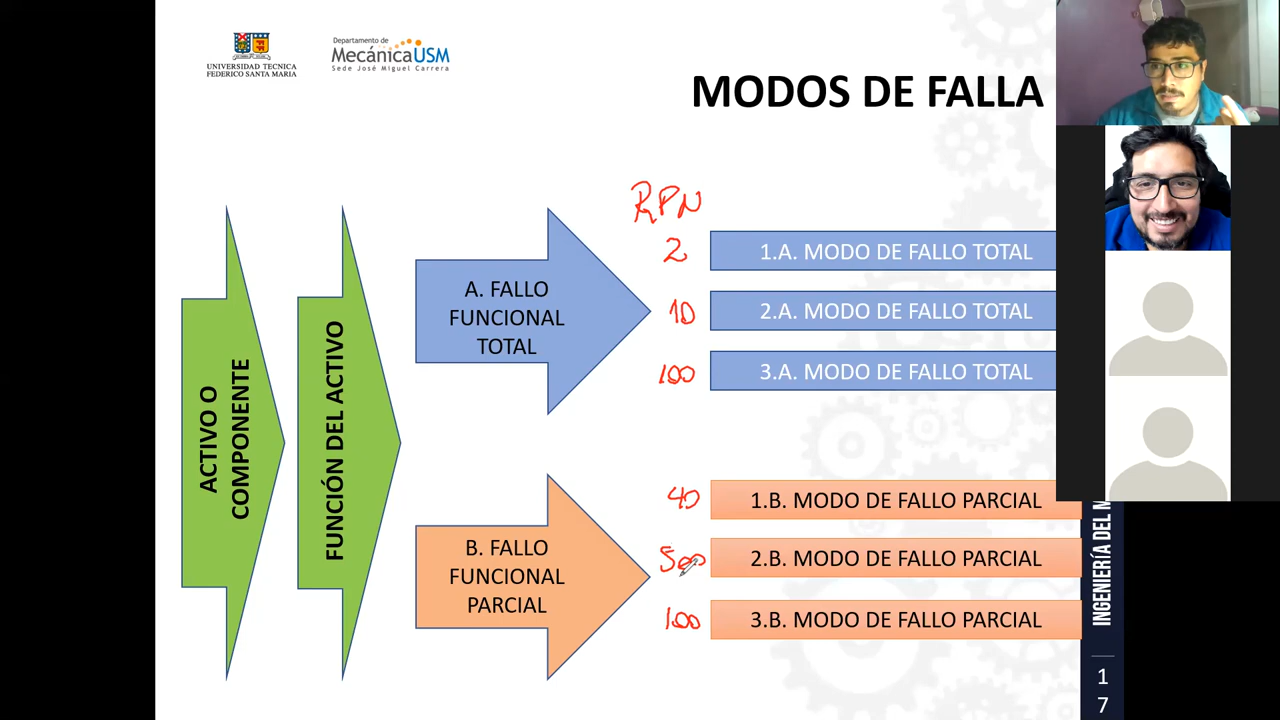 UNIVERSIDAD TECNICA
FEDERICO SANTA MARIA
Departamento de
MecánicaUSM
Sede José Miguel Carrera
MODOS DE FALLA
ACTIVO O
COMPONENTE
FUNCIÓN DEL ACTIVO
A. FALLO
FUNCIONAL
TOTAL
RPN
2
1.A. MODO DE FALLO TOTAL
10
2.A. MODO DE FALLO TOTAL
100
3.A. MODO DE FALLO TOTAL
B. FALLO
FUNCIONAL
PARCIAL
40
1.B. MODO DE FALLO PARCIAL
500
2.B. MODO DE FALLO PARCIAL
100
3.B. MODO DE FALLO PARCIAL
INGENIERÍA DEL
1
7